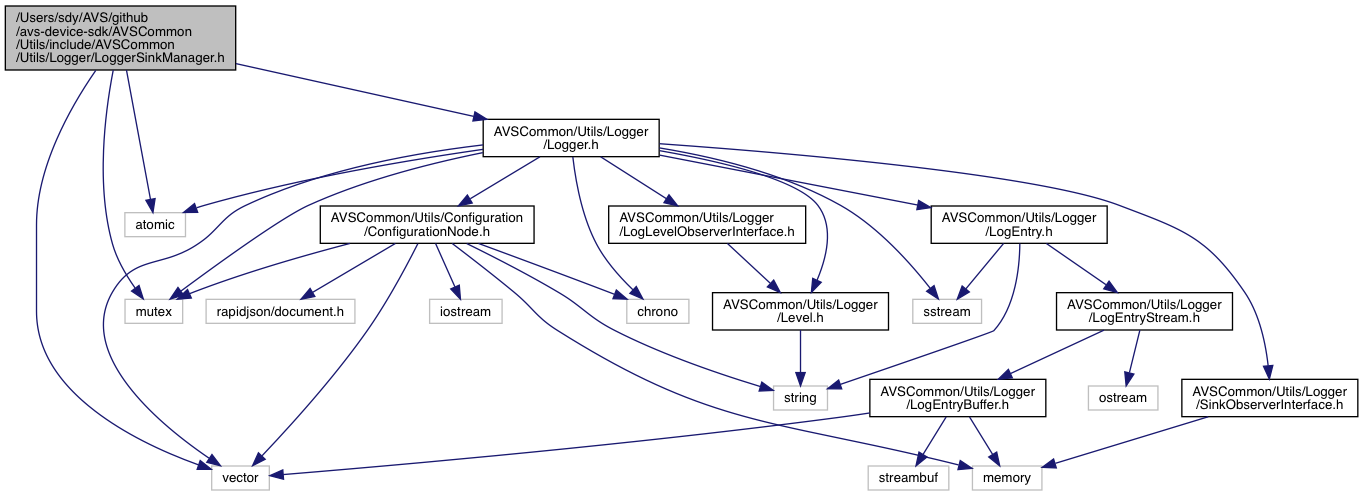 /Users/sdy/AVS/github
/avs-device-sdk/AVSCommon
/Utils/include/AVSCommon
/Utils/Logger/LoggerSinkManager.h
AVSCommon/Utils/Logger
/Logger.h
atomic
AVSCommon/Utils/Configuration
/ConfigurationNode.h
AVSCommon/Utils/Logger
/LogLevelObserverInterface.h
AVSCommon/Utils/Logger
/LogEntry.h
mutex
rapidjson/document.h
iostream
chrono
AVSCommon/Utils/Logger
/Level.h
sstream
AVSCommon/Utils/Logger
/LogEntryStream.h
string
AVSCommon/Utils/Logger
/LogEntryBuffer.h
ostream
AVSCommon/Utils/Logger
/SinkObserverInterface.h
vector
streambuf
memory